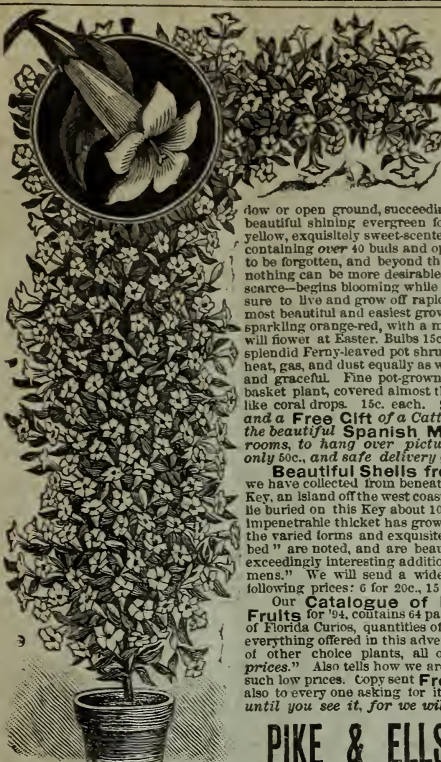 dow or open ground, succeedin
beautiful shining evergreen fo
yellow, exquisitely sweet-scente
containing over 40 buds and op
to be forgotten, and beyond th
nothing can be more desirable
scarce—begins blooming while
sure to live and grow off rapi
most beautiful and easiest grow
sparkling orange-red, with a m
will flower at Easter. Bulbs 15c
splendid Ferny-leaved pot shru
heat, gas, and dust equally as w
and graceful. Fine pot-grown
basket plant, covered almost t
like coral drops. 15c. each.
and a Free Gift of a Catt
the beautiful Spanish M
rooms, to hang over pictu
only 50c., and safe delivery
Beautiful Shells fr
we have collected from beneat
Key, an island off the west coas
lie buried on this Key about 10
impenetrable thicket has grow
the varied forms and exquisite
bed" are noted, and are beau
exceedingly interesting additio
mens." We will send a wide
following prices: 6 for 20c., 15
Our Catalogue of
Fruits for '94, contains 64 pa
of Florida Curios, quantities of
everything offered in this adve
of other choice plants, all o
prices." Also tells how we ar
such low prices. Copy sent Fre
also to every one asking for it
until you see it, for we wil
PIKE & ELLS